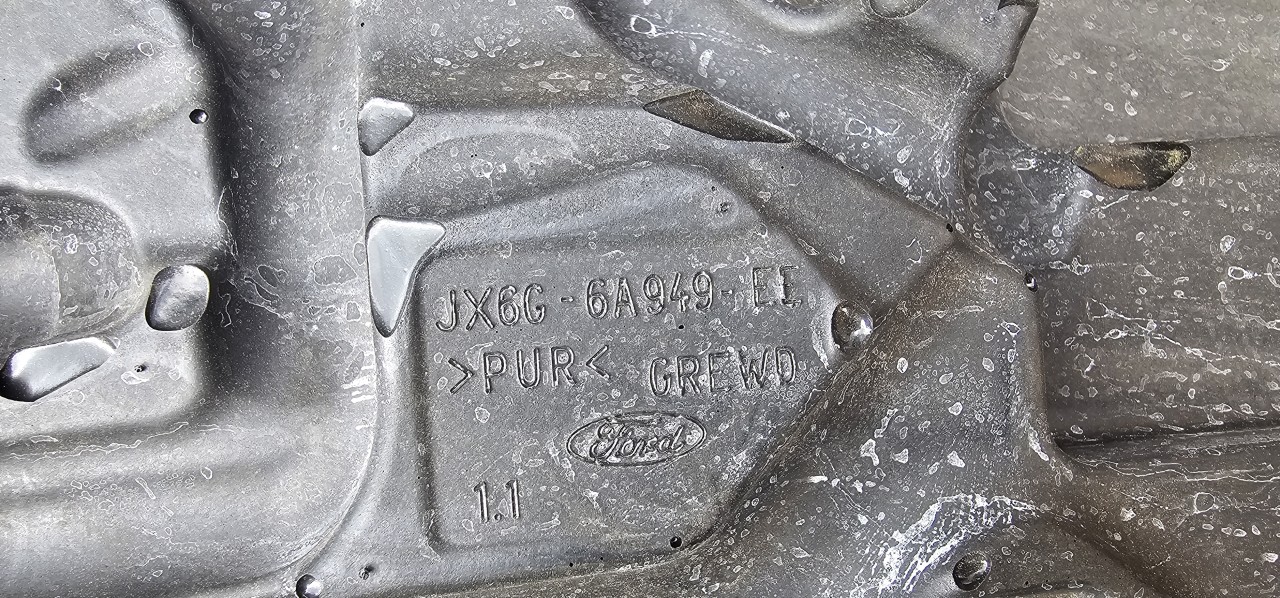 JX6G-6A949-EE
>PUR< GREWD
Ford
1.1